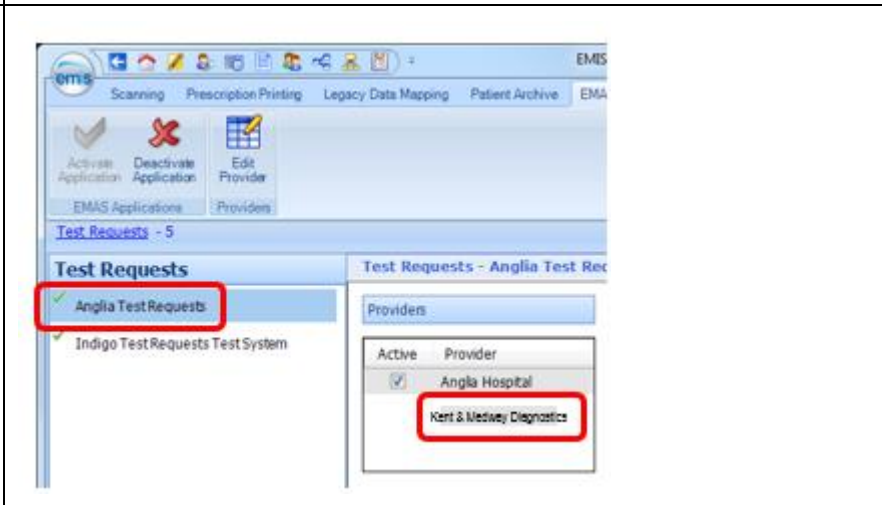 EMIS
ems
Scanning Prescription Printing Legacy Data Mapping Patient Archive EMA
Activate Application
Deactivate Application
Edit Provider
EMAS Applications Providers
Test Requests - 5
Test Requests
Test Requests - Anglia Test Rec
Anglia Test Requests
Indigo Test Requests Test System
Providers
Active Provider
Anglia Hospital
Kent & Medway Diagnostics